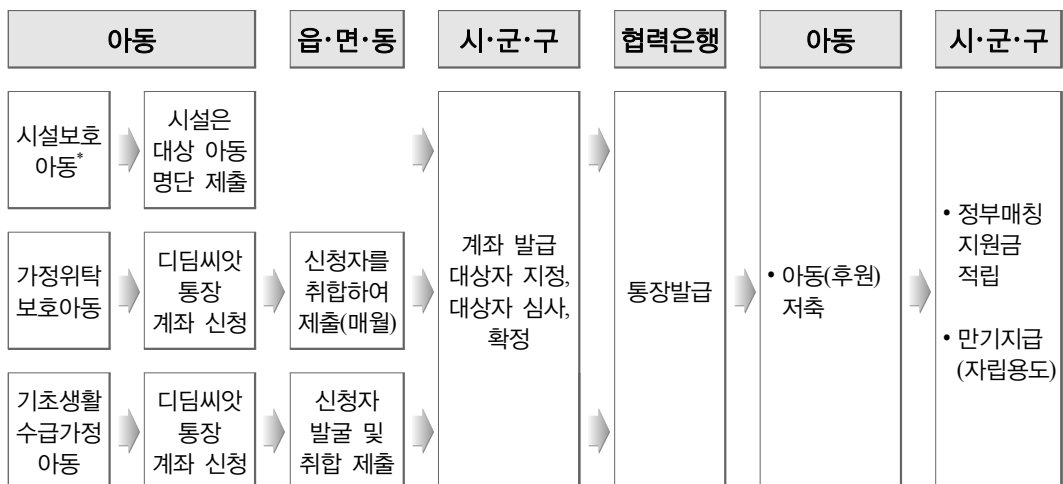 아동
읍·면·동
시·군·구
협력은행
아동
시·군·구
시설보호
아동*
시설은
대상 아동
명단 제출
가정위탁
보호아동
디딤씨앗
통장
계좌 신청
신청자를
취합하여
제출(매월)
기초생활
수급가정
아동
디딤씨앗
통장
계좌 신청
신청자
발굴 및
취합 제출
계좌 발급
대상자 지정,
대상자 심사,
확정
통장발급
• 아동(후원)
저축
• 정부매칭
지원금
적립
• 만기지급
(자립용도)